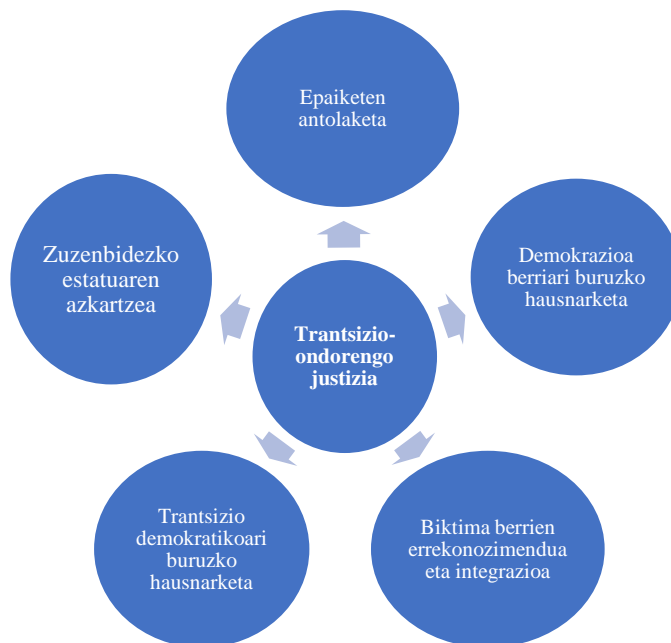 Epaiketen
antolaketa
Demokrazioa
berriari buruzko
hausnarketa
Biktima berrien
errekonozimendua
eta integrazioa
Trantsizio
demokratikoari
buruzko
hausnarketa
Zuzenbidezko
estatuaren
azkartzea
Trantsizio-
ondorengo
justizia